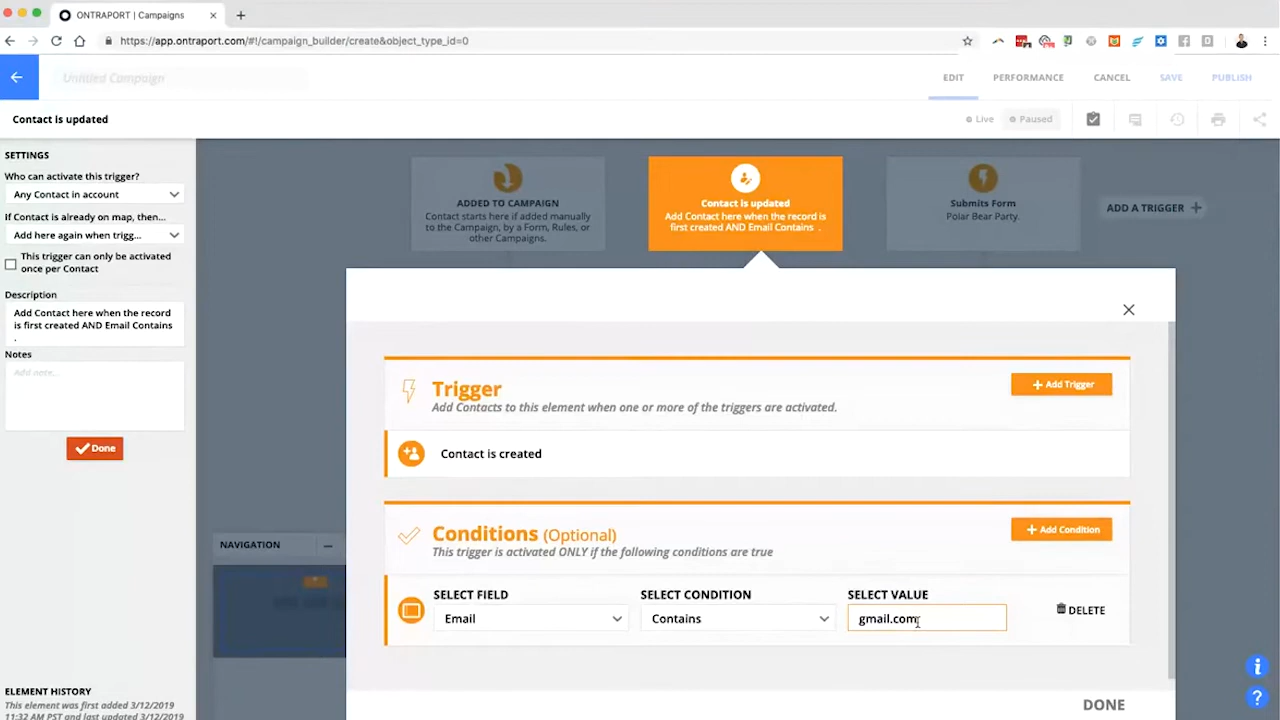 ONTRAPORT | Campaigns
https://app.ontraport.com/#!/campaign_builder/create&object_type_id=0
Untitled Campaign
EDIT
PERFORMANCE
CANCEL
SAVE
PUBLISH
Contact is updated
Live
Paused
SETTINGS
Who can activate this trigger?
Any Contact in account
If Contact is already on map, then...
Add here again when trigg...
This trigger can only be activated
once per Contact
Description
Add Contact here when the record
is first created AND Email Contains
.
Notes
Add note...
Done
ADDED TO CAMPAIGN
Contact starts here if added manually
to the Campaign, by a Form, Rules, or
other Campaigns.
Contact is updated
Add Contact here when the record is
first created AND Email Contains .
Submits Form
Polar Bear Party.
ADD A TRIGGER
Trigger
Add Contacts to this element when one or more of the triggers are activated.
Add Trigger
Contact is created
Conditions (Optional)
This trigger is activated ONLY if the following conditions are true
Add Condition
SELECT FIELD
SELECT CONDITION
SELECT VALUE
Email
Contains
gmail.com
DELETE
DONE
NAVIGATION
ELEMENT HISTORY
This element was first added 3/12/2019
11:32 AM PST and last updated 3/12/2019